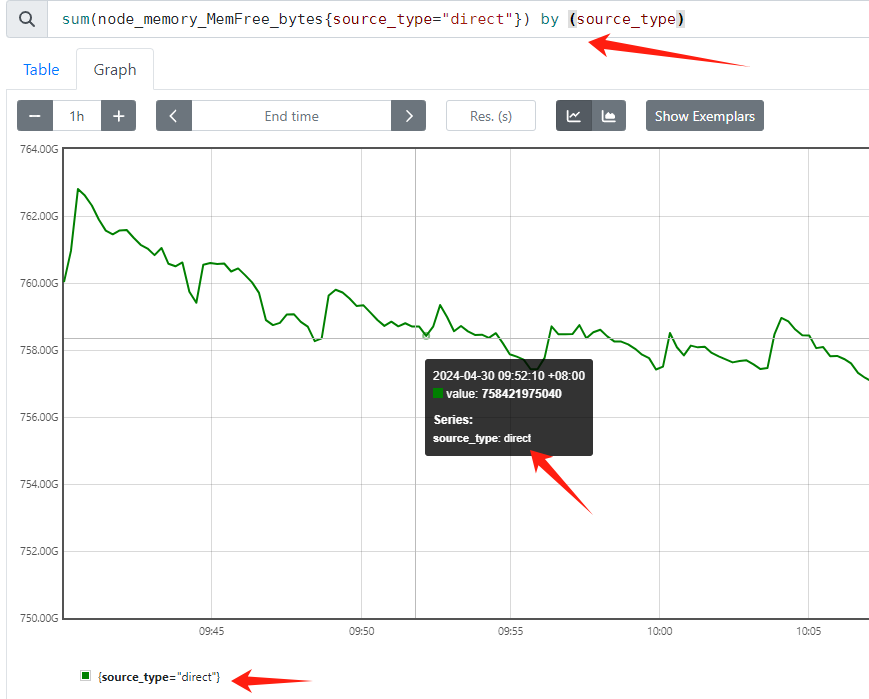 sum(node_memory_MemFree_bytes{source_type="direct"}) by (source_type)
Table Graph
− 1h + < End time > Res. (s) Show Exemplars
764.00G
762.00G
760.00G
758.00G
756.00G
754.00G
752.00G
750.00G
2024-04-30 09:52:10 +08:00
value: 758421975040
Series:
source_type: direct
09:45 09:50 09:55 10:00 10:05
{source_type="direct"}